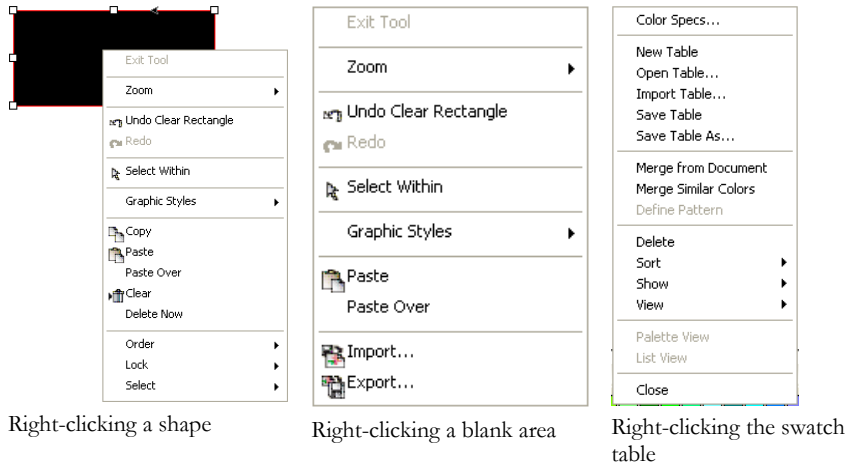 Exit Tool
Zoom
Undo Clear Rectangle
Redo
Select Within
Graphic Styles
Copy
Paste
Paste Over
Clear
Delete Now
Order
Lock
Select
Right-clicking a shape
Exit Tool
Zoom
Undo Clear Rectangle
Redo
Select Within
Graphic Styles
Paste
Paste Over
Import...
Export...
Right-clicking a blank area
Color Specs...
New Table
Open Table...
Import Table...
Save Table
Save Table As...
Merge from Document
Merge Similar Colors
Define Pattern
Delete
Sort
Show
View
Palette View
List View
Close
Right-clicking the swatch
table